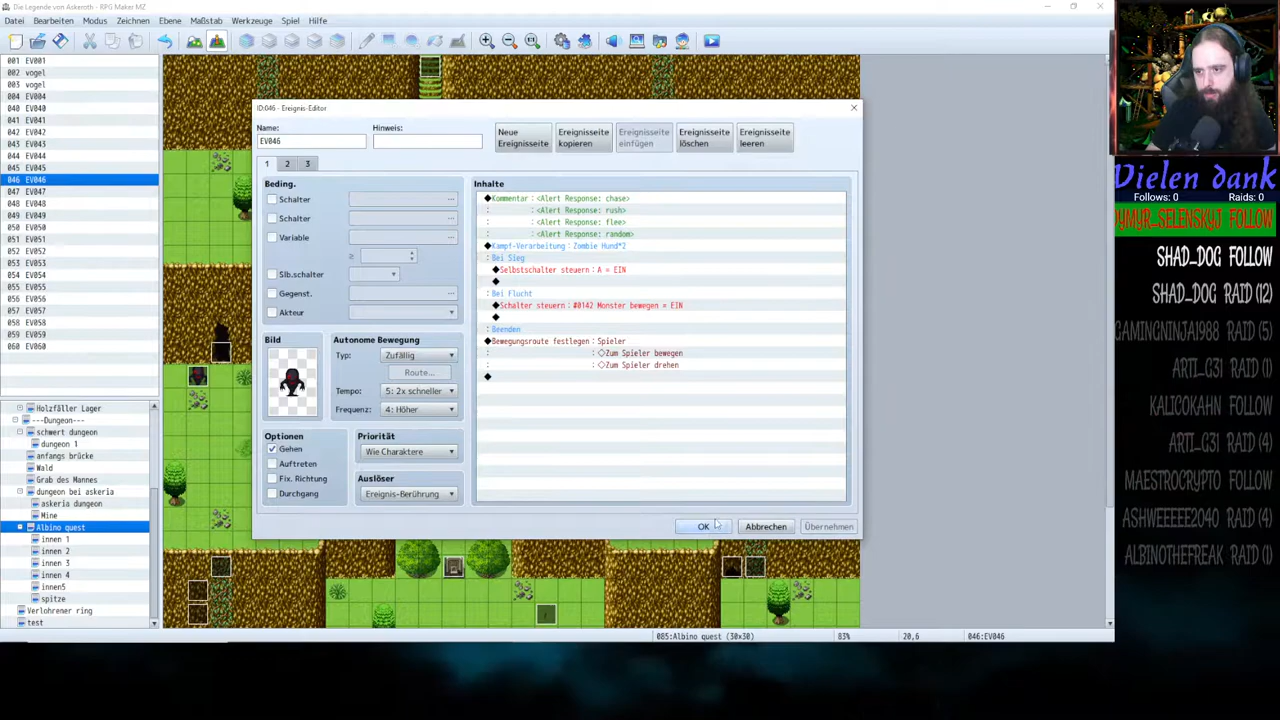 Die Legende von Askeroth - RPG Maker MZ
Datei Bearbeiten Modus Zeichnen Ebene Maßstab Werkzeuge Spiel Hilfe
001 EV001
002 vogel
003 vogel
004 EV004
040 EV040
041 EV041
042 EV042
043 EV043
044 EV044
045 EV045
046 EV046
047 EV047
048 EV048
049 EV049
050 EV050
051 EV051
052 EV052
053 EV053
054 EV054
055 EV055
056 EV056
057 EV057
058 EV058
059 EV059
060 EV060
Holzfäller Lager
---Dungeon---
schwert dungeon
dungeon 1
anfangs brücke
Wald
Grab des Mannes
dungeon bei askeria
askeria dungeon
Mine
Albino quest
innen 1
innen 2
innen 3
innen 4
innen5
spitze
Verlohrener ring
test
ID:046 - Ereignis-Editor
Name:
EV046
Hinweis:
Neue Ereignisseite
Ereignisseite kopieren
Ereignisseite einfügen
Ereignisseite löschen
Ereignisseite leeren
1 2 3
Beding.
Schalter
Schalter
Variable
≥
Slb.schalter
Gegenst.
Akteur
Bild
Autonome Bewegung
Typ: Zufällig
Route...
Tempo: 5: 2x schneller
Frequenz: 4: Höher
Optionen
Gehen
Auftreten
Fix. Richtung
Durchgang
Priorität
Wie Charaktere
Auslöser
Ereignis-Berührung
Inhalte
◆Kommentar：<Alert Response: chase>
：<Alert Response: rush>
：<Alert Response: flee>
：<Alert Response: random>
◆Kampf-Verarbeitung：Zombie Hund*2
：Bei Sieg
◆Selbstschalter steuern：A = EIN
◆
：Bei Flucht
◆Schalter steuern：#0142 Monster bewegen = EIN
◆
：Beenden
◆Bewegungsroute festlegen：Spieler
：◇Zum Spieler bewegen
：◇Zum Spieler drehen
◆
OK
Abbrechen
Übernehmen
085:Albino quest (30x30) 83% 20,6 046:EV046
Vielen dank
Follows: 0 Raids: 0
DYMYR_SELENSKYJ FOLLOW
SHAD_DOG FOLLOW
SHAD_DOG RAID (12)
GAMINGNINJA1988 RAID (5)
ARTI_G31 RAID (1)
KALICOKAHN FOLLOW
ARTI_G31 RAID (4)
MAESTROCRYPTO FOLLOW
ASHWEEEEE2040 RAID (4)
ALBINOTHEFREAK RAID (1)